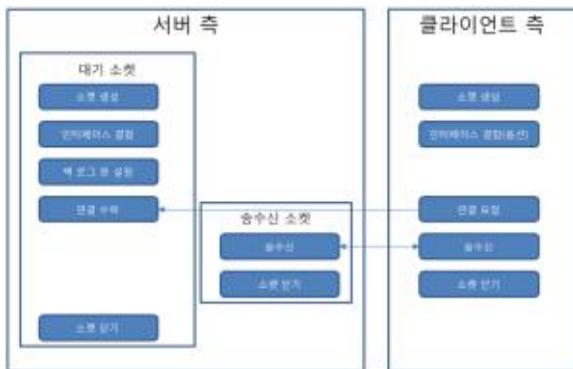 서버 측
클라이언트 측
대기 소켓
소켓 생성
인터페이스 결합
백 로그 큐 설정
연결 수락
송수신 소켓
송수신
소켓 닫기
소켓 닫기
소켓 생성
인터페이스 결합(옵션)
연결 요청
송수신
소켓 닫기